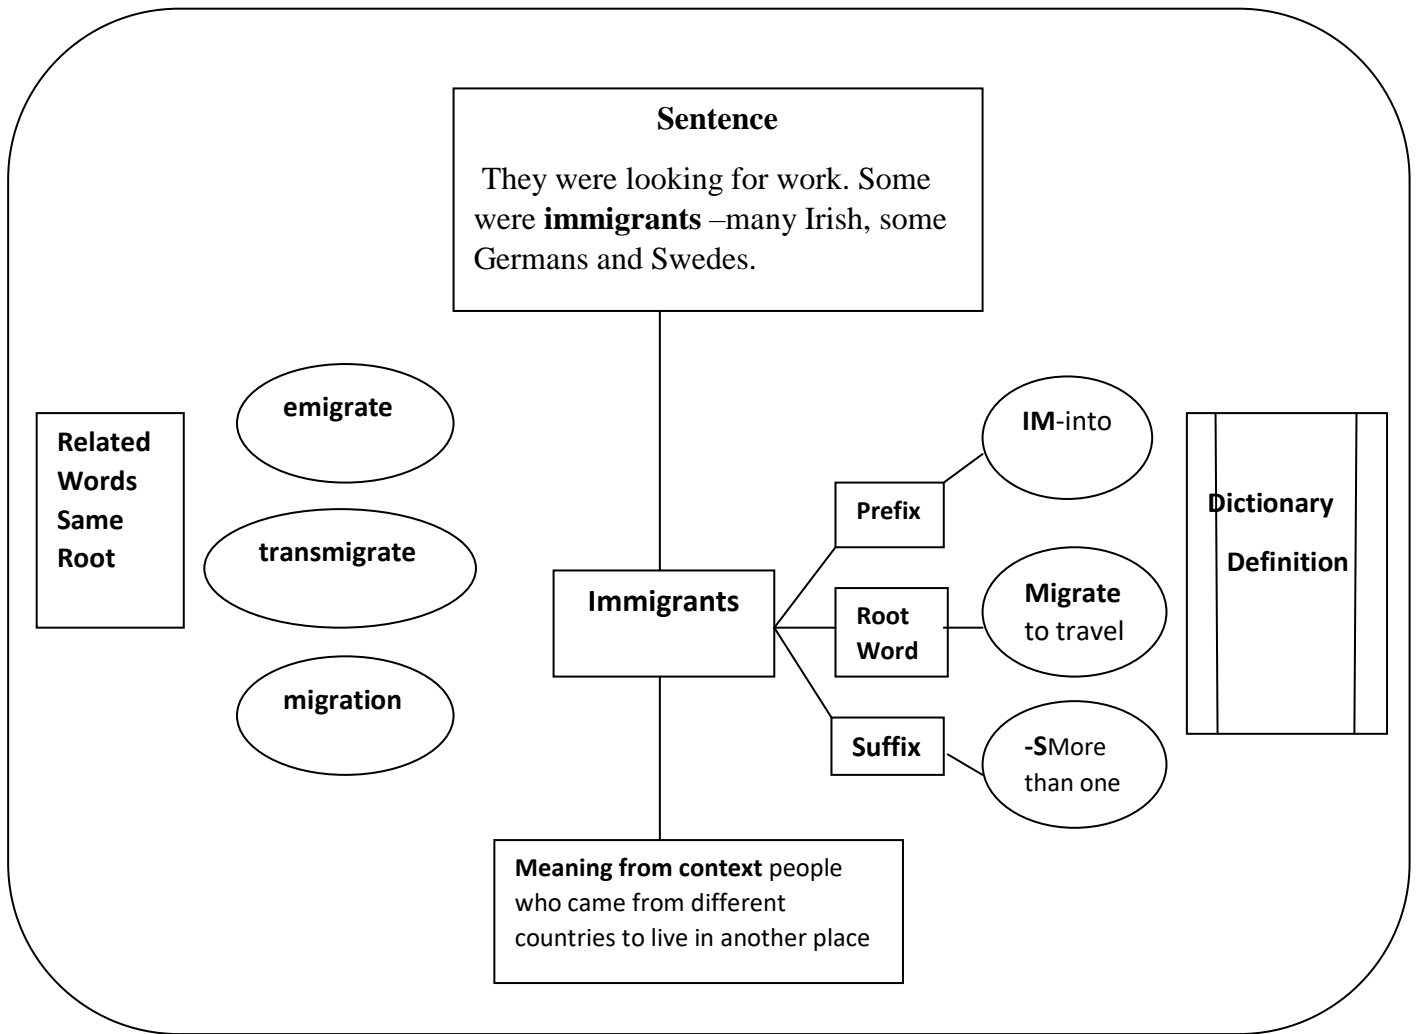 Sentence
They were looking for work. Some
were immigrants –many Irish, some
Germans and Swedes.
Related
Words
Same
Root
emigrate
transmigrate
migration
Immigrants
Prefix
IM-into
Root
Word
Migrate
to travel
Suffix
-SMore
than one
Dictionary
Definition
Meaning from context people
who came from different
countries to live in another place